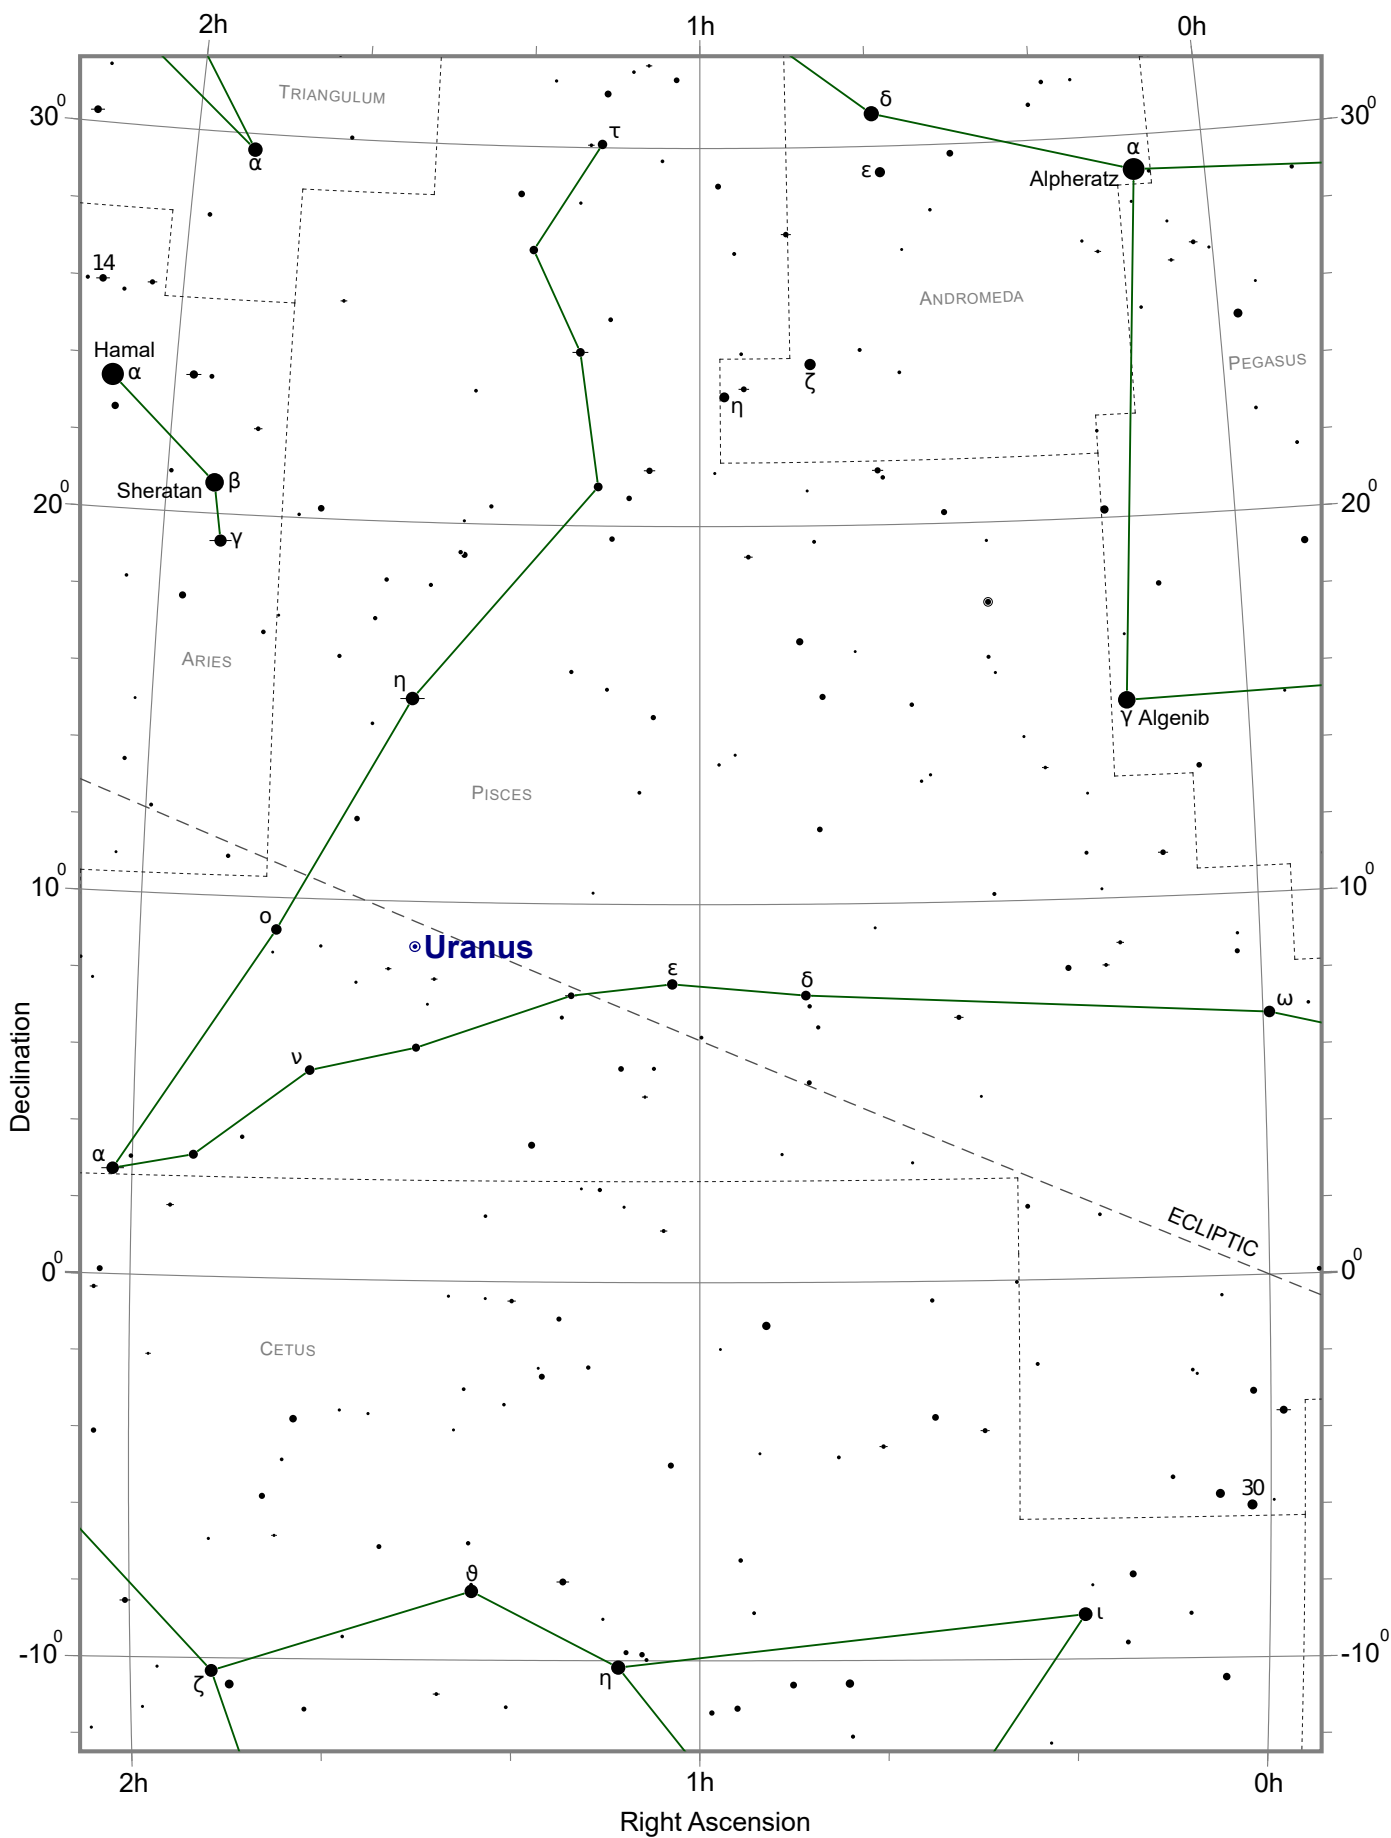 2h 1h 0h
TRIANGULUM
δ
30⁰ 30⁰
τ
α
α
ε
Alpheratz
14
ANDROMEDA
Hamal
α
PEGASUS
ζ
η
β
Sheratan
20⁰ 20⁰
γ
ARIES
η
γ Algenib
PISCES
10⁰ 10⁰
ο
Uranus
ε
δ
ω
ν
Declination
α
ECLIPTIC
0⁰ 0⁰
CETUS
30
ϑ
ι
-10⁰ -10⁰
ζ
η
2h 1h 0h
Right Ascension